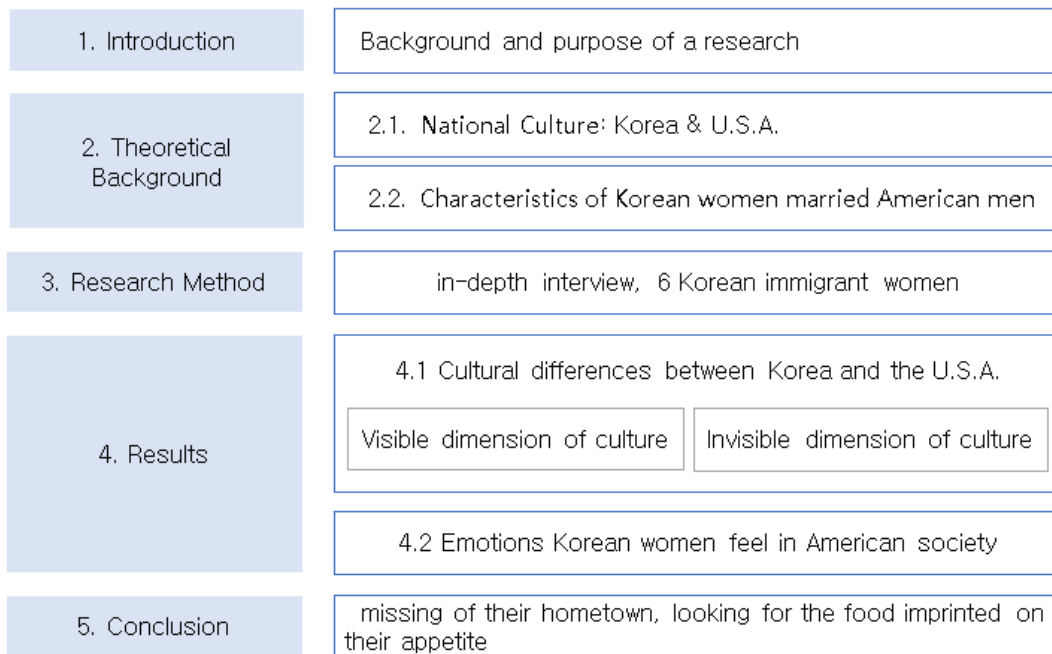 1. Introduction
Background and purpose of a research
2. Theoretical
Background
2.1. National Culture: Korea & U.S.A.
2.2. Characteristics of Korean women married American men
3. Research Method
in-depth interview, 6 Korean immigrant women
4. Results
4.1 Cultural differences between Korea and the U.S.A.
Visible dimension of culture
Invisible dimension of culture
4.2 Emotions Korean women feel in American society
5. Conclusion
missing of their hometown, looking for the food imprinted on
their appetite